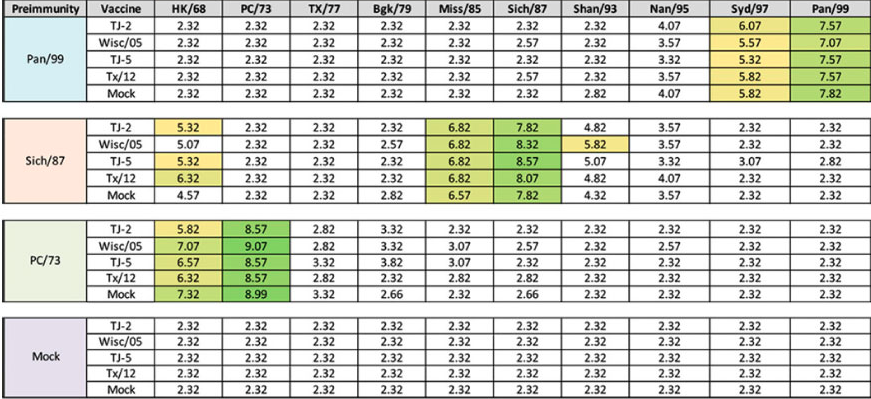 Preimmunity Vaccine HK/68 PC/73 TX/77 Bgk/79 Miss/85 Sich/87 Shan/93 Nan/95 Syd/97 Pan/99
TJ-2 2.32 2.32 2.32 2.32 2.32 2.32 2.32 4.07 6.07 7.57
Wisc/05 2.32 2.32 2.32 2.32 2.32 2.57 2.32 3.57 5.57 7.07
Pan/99 TJ-5 2.32 2.32 2.32 2.32 2.32 2.32 2.32 3.32 5.32 7.57
Tx/12 2.32 2.32 2.32 2.32 2.32 2.57 2.32 3.57 5.82 7.57
Mock 2.32 2.32 2.32 2.32 2.32 2.32 2.82 4.07 5.82 7.82
TJ-2 5.32 2.32 2.32 2.32 6.82 7.82 4.82 3.57 2.32 2.32
Wisc/05 5.07 2.32 2.32 2.57 6.82 8.32 5.82 3.57 2.32 2.32
Sich/87 TJ-5 5.32 2.32 2.32 2.32 6.82 8.57 5.07 3.32 3.07 2.82
Tx/12 6.32 2.32 2.32 2.32 6.82 8.07 4.82 4.07 2.32 2.32
Mock 4.57 2.32 2.32 2.82 6.57 7.82 4.32 3.57 2.32 2.32
TJ-2 5.82 8.57 2.82 3.32 2.32 2.32 2.32 2.32 2.32 2.32
Wisc/05 7.07 9.07 2.82 3.32 3.07 2.57 2.32 2.57 2.32 2.32
PC/73 TJ-5 6.57 8.57 3.32 3.82 3.07 2.32 2.32 2.32 2.32 2.32
Tx/12 6.32 8.57 2.82 2.32 2.82 2.82 2.32 2.32 2.32 2.32
Mock 7.32 8.99 3.32 2.66 2.32 2.66 2.32 2.32 2.32 2.32
TJ-2 2.32 2.32 2.32 2.32 2.32 2.32 2.32 2.32 2.32 2.32
Wisc/05 2.32 2.32 2.32 2.32 2.32 2.32 2.32 2.32 2.32 2.32
Mock TJ-5 2.32 2.32 2.32 2.32 2.32 2.32 2.32 2.32 2.32 2.32
Tx/12 2.32 2.32 2.32 2.32 2.32 2.32 2.32 2.32 2.32 2.32
Mock 2.32 2.32 2.32 2.32 2.32 2.32 2.32 2.32 2.32 2.32